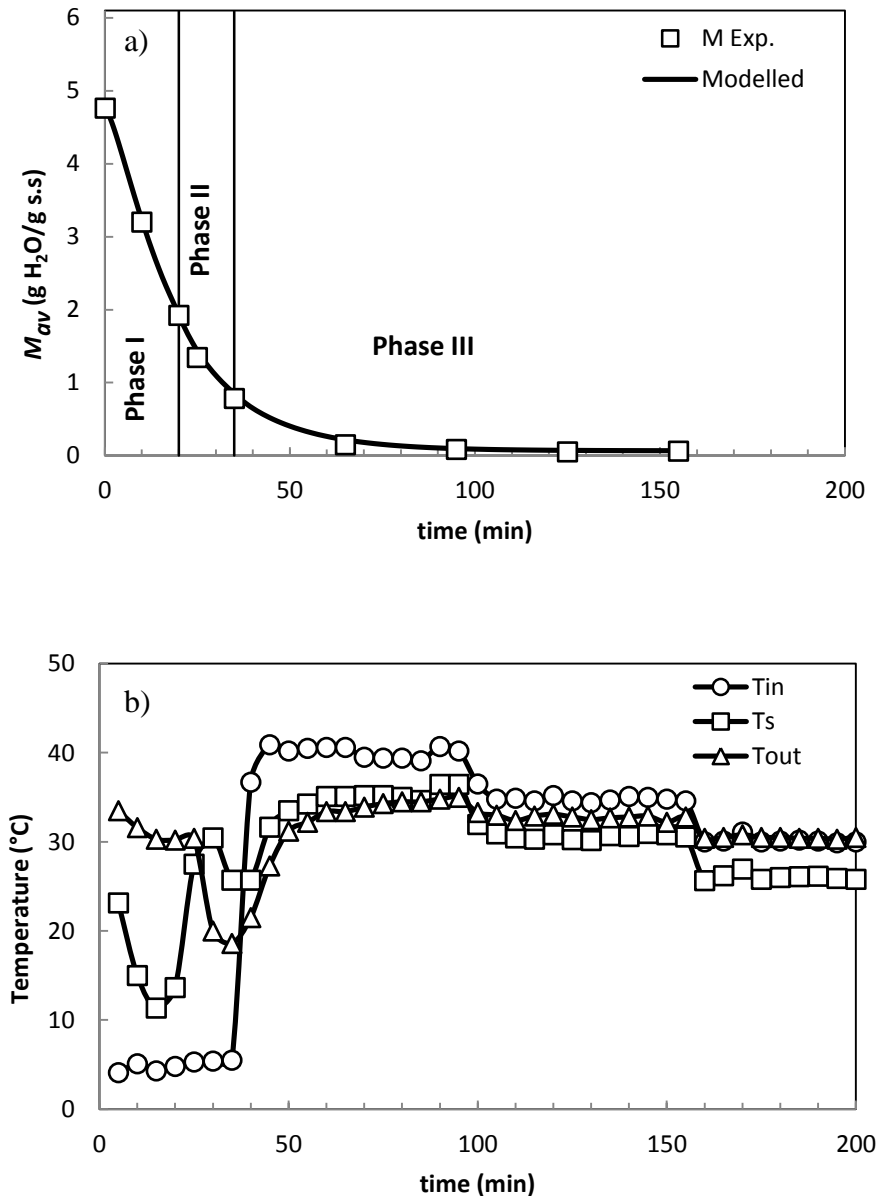 a)
M Exp.
Modelled
6
5
4
3
2
1
0
Mav (g H2O/g s.s)
Phase I
Phase II
Phase III
0 50 100 150 200
time (min)
b)
Tin
Ts
Tout
50
40
30
20
10
0
Temperature (°C)
0 50 100 150 200
time (min)